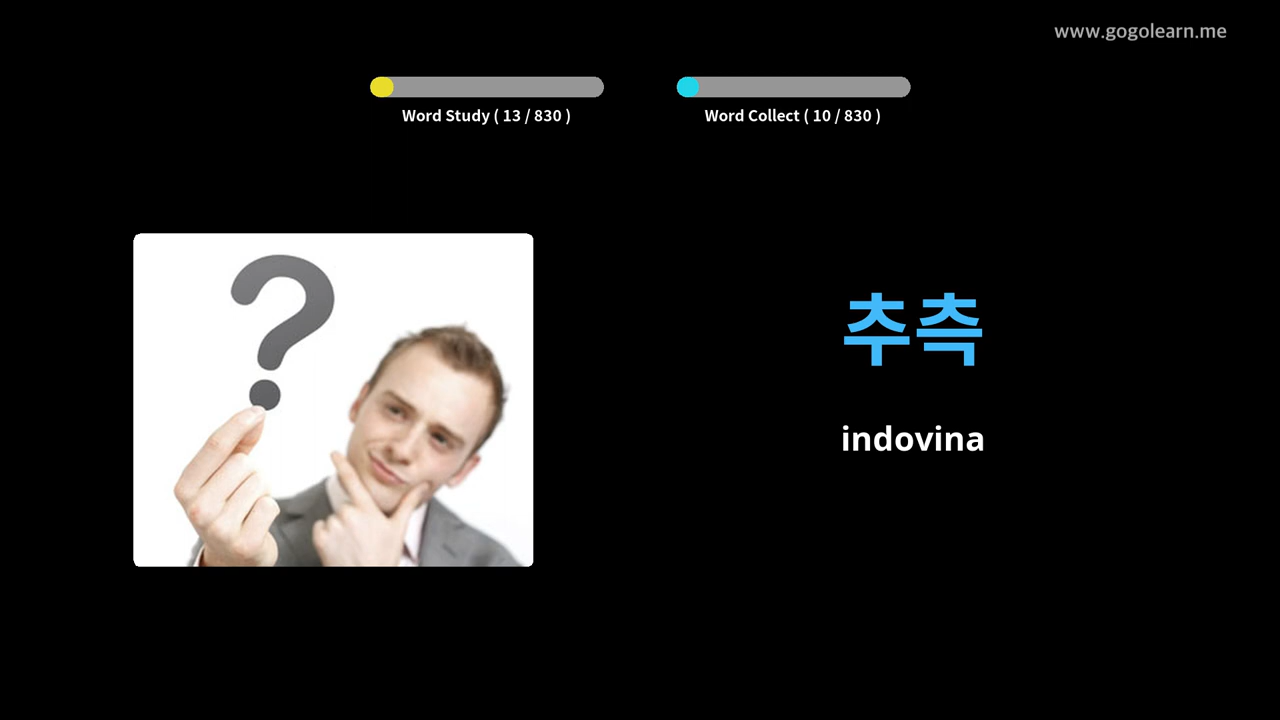 www.gogolearn.me
Word Study ( 13 / 830 )
Word Collect ( 10 / 830 )
?
추측
indovina